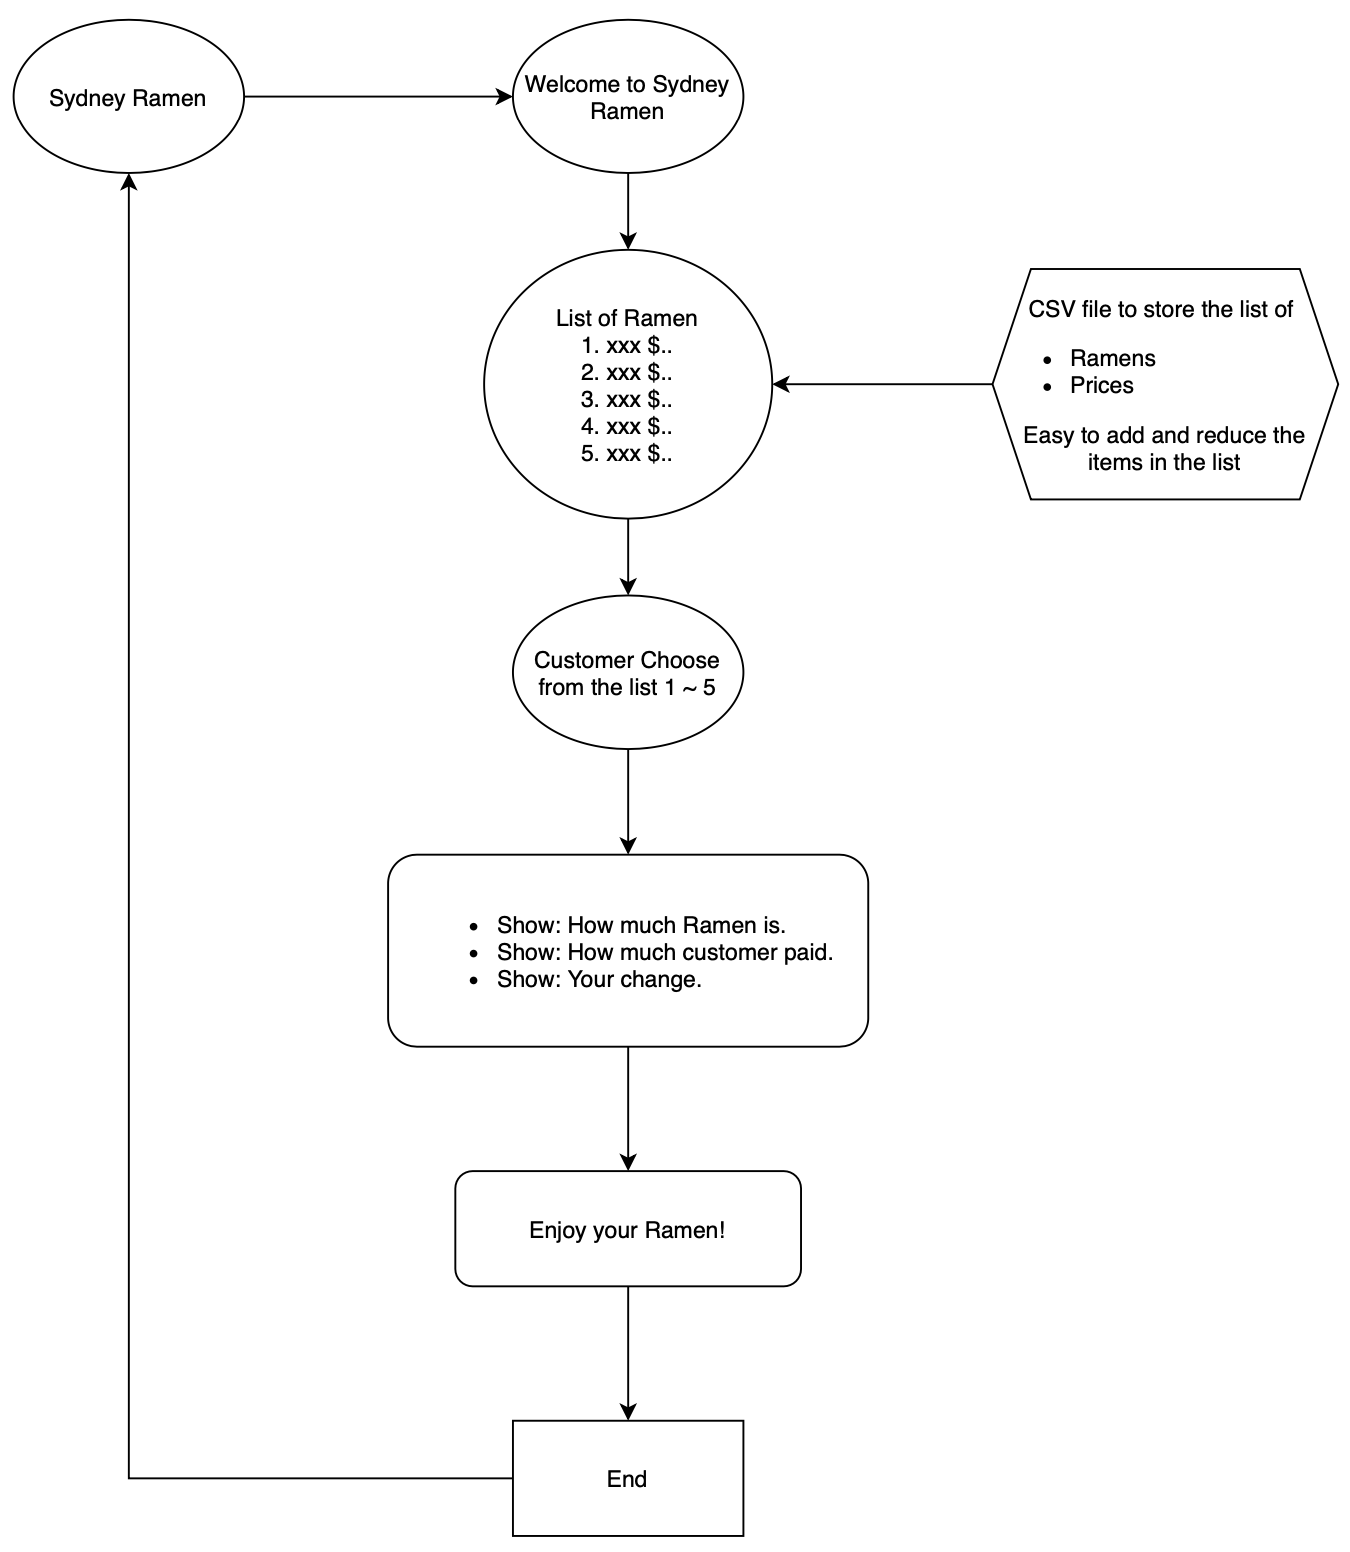 Sydney Ramen
Welcome to Sydney
Ramen
List of Ramen
1. xxx $..
2. xxx $..
3. xxx $..
4. xxx $..
5. xxx $..
CSV file to store the list of
• Ramens
• Prices
Easy to add and reduce the
items in the list
Customer Choose
from the list 1 ~ 5
• Show: How much Ramen is.
• Show: How much customer paid.
• Show: Your change.
Enjoy your Ramen!
End